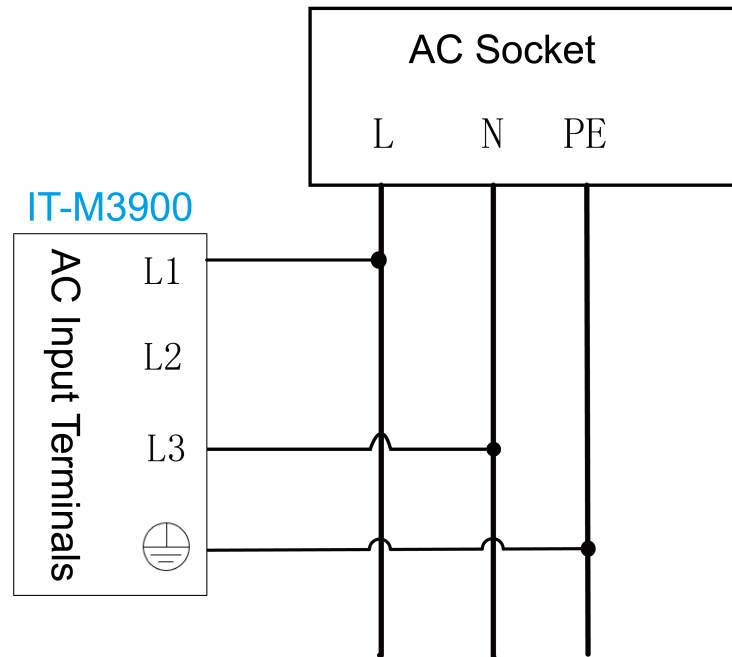 AC Socket
L N PE
IT-M3900
AC Input Terminals
L1
L2
L3